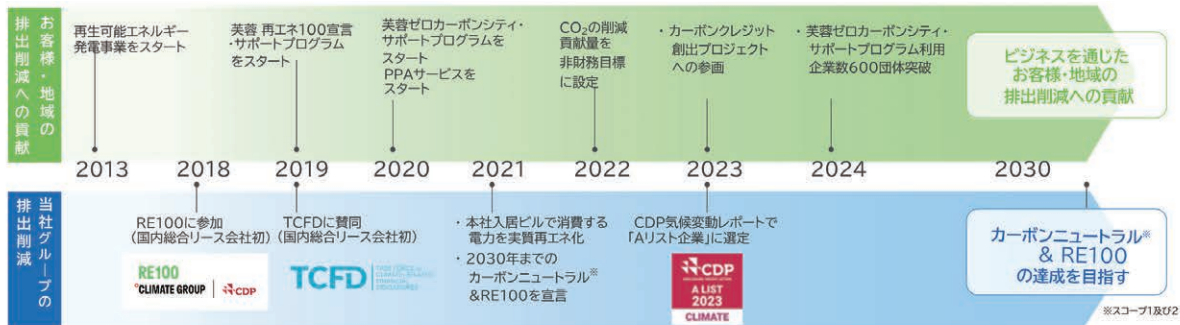 お客様・地域の
排出削減への貢献
再生可能エネルギー
発電事業をスタート
芙蓉 再エネ100宣言
・サポートプログラム
をスタート
芙蓉ゼロカーボンシティ・
サポートプログラムを
スタート
PPAサービスを
スタート
CO₂の削減
貢献量を
非財務目標
に設定
・カーボンクレジット
創出プロジェクト
への参画
・芙蓉ゼロカーボンシティ・
サポートプログラム利用
企業数600団体突破
ビジネスを通じた
お客様・地域の
排出削減への貢献
2013 2018 2019 2020 2021 2022 2023 2024 2030
当社グループの
排出削減
RE100に参加
(国内総合リース会社初)
RE100
°CLIMATE GROUP
CDP
TCFDに賛同
(国内総合リース会社初)
TCFD
TASK FORCE on
CLIMATE-RELATED
FINANCIAL
DISCLOSURES
・本社入居ビルで消費する
電力を実質再エネ化
・2030年までの
カーボンニュートラル※
&RE100を宣言
CDP気候変動レポートで
「Aリスト企業」に選定
CDP
A LIST
2023
CLIMATE
カーボンニュートラル※
& RE100
の達成を目指す
※スコープ1及び2